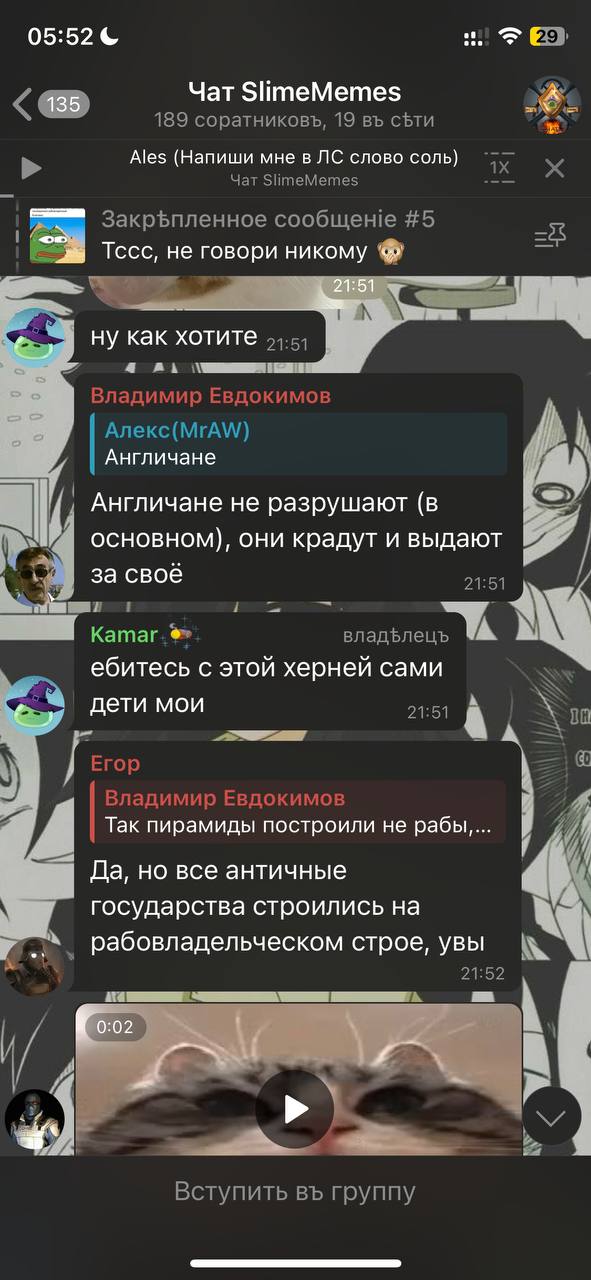 05:52
29
135
Чат SlimeMemes
189 соратниковъ, 19 въ сѣти
Ales (Напиши мне в ЛС слово соль)
Чат SlimeMemes
1X
Закрѣпленное сообщеніе #5
Тссс, не говори никому 🙊
21:51
ну как хотите 21:51
Владимир Евдокимов
Алекс(MrAW)
Англичане
Англичане не разрушают (в
основном), они крадут и выдают
за своё
21:51
Kamar владѣлецъ
ебитесь с этой херней сами
дети мои
21:51
Егор
Владимир Евдокимов
Так пирамиды построили не рабы,...
Да, но все античные
государства строились на
рабовладельческом строе, увы
21:52
0:02
Вступить въ группу